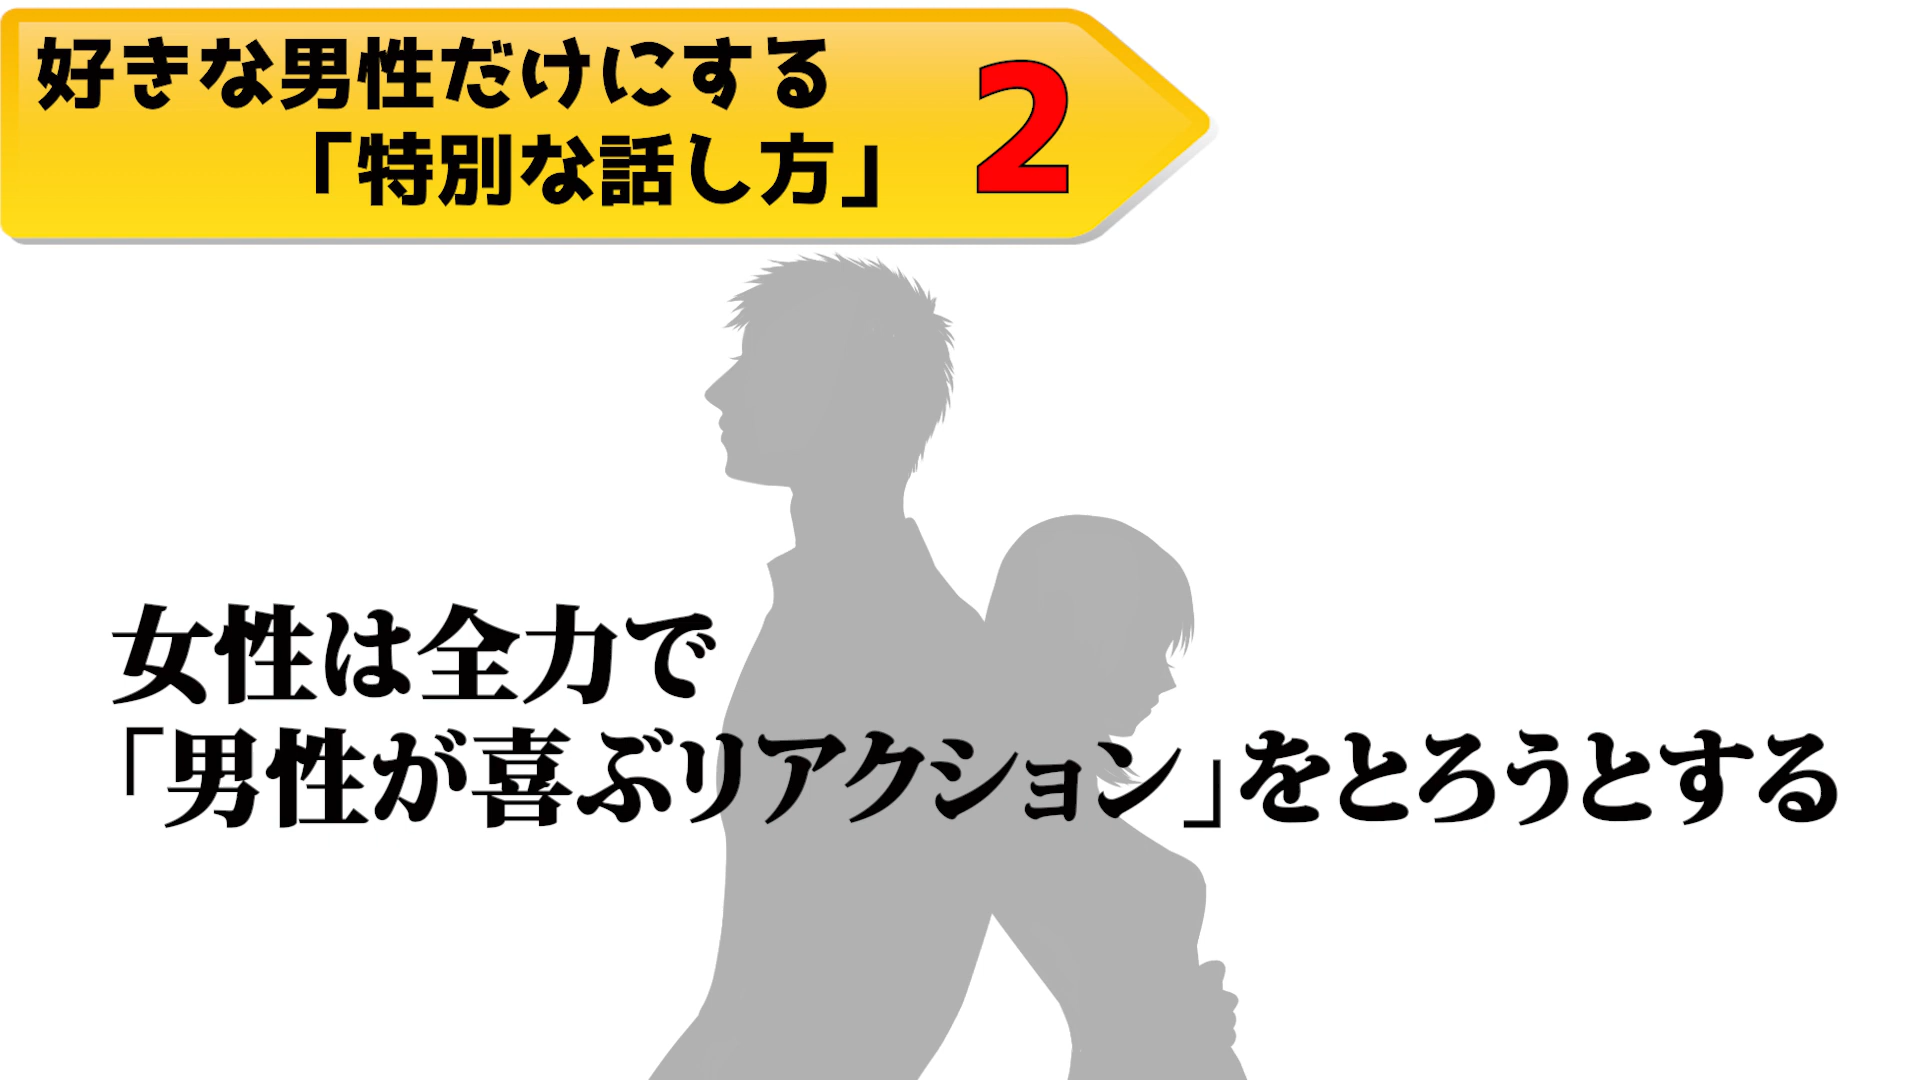 好きな男性だけにする
「特別な話し方」
2
女性は全力で
「男性が喜ぶリアクション」をとろうとする